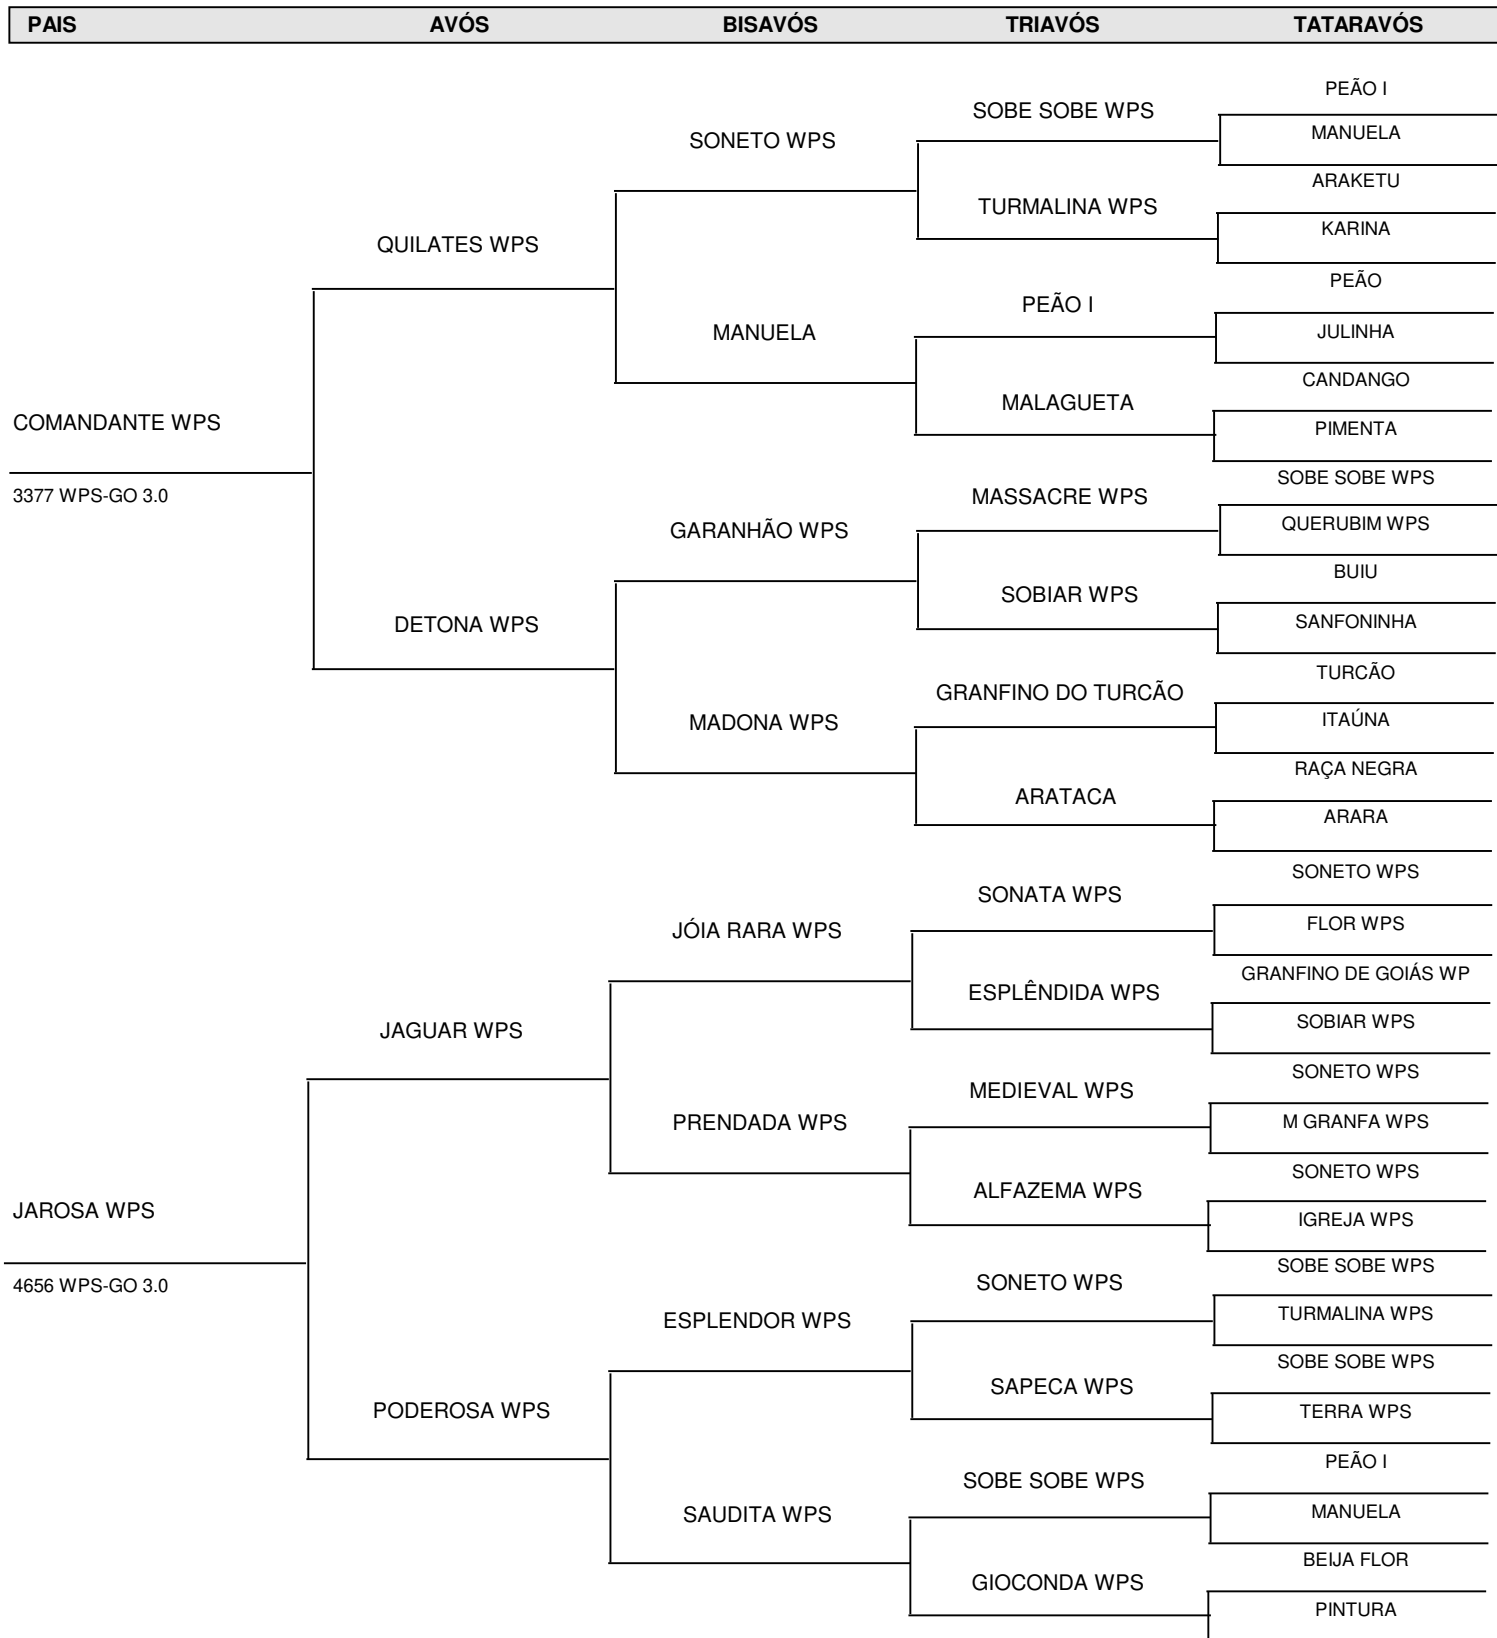 PAIS AVÓS BISAVÓS TRIAVÓS TATARAVÓS
PEÃO I
SOBE SOBE WPS
MANUELA
SONETO WPS
ARAKETU
TURMALINA WPS
KARINA
QUILATES WPS
PEÃO
PEÃO I
JULINHA
MANUELA
CANDANGO
MALAGUETA
PIMENTA
COMANDANTE WPS
3377 WPS-GO 3.0
SOBE SOBE WPS
MASSACRE WPS
QUERUBIM WPS
GARANHÃO WPS
BUIU
SOBIAR WPS
SANFONINHA
DETONA WPS
TURCÃO
GRANFINO DO TURCÃO
ITAÚNA
MADONA WPS
RAÇA NEGRA
ARATACA
ARARA
SONETO WPS
SONATA WPS
FLOR WPS
JÓIA RARA WPS
GRANFINO DE GOIÁS WP
ESPLÊNDIDA WPS
SOBIAR WPS
JAGUAR WPS
SONETO WPS
MEDIEVAL WPS
M GRANFA WPS
PRENDADA WPS
SONETO WPS
ALFAZEMA WPS
IGREJA WPS
JAROSA WPS
4656 WPS-GO 3.0
SOBE SOBE WPS
SONETO WPS
TURMALINA WPS
ESPLENDOR WPS
SOBE SOBE WPS
SAPECA WPS
TERRA WPS
PODEROSA WPS
PEÃO I
SOBE SOBE WPS
MANUELA
SAUDITA WPS
BEIJA FLOR
GIOCONDA WPS
PINTURA